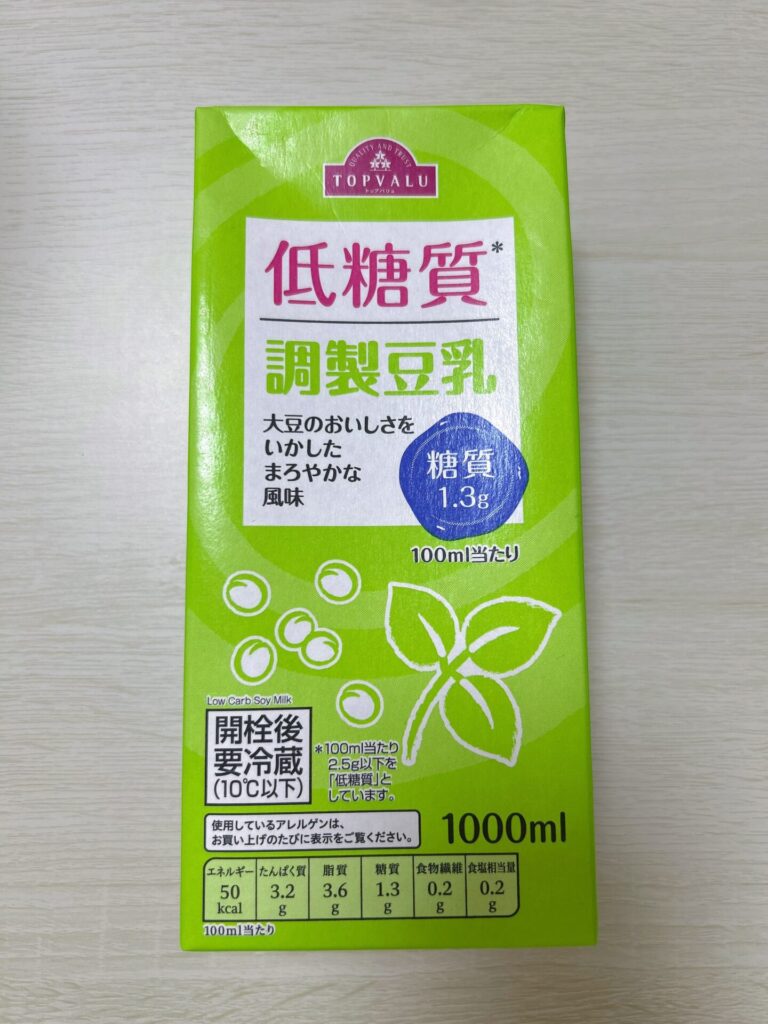 QUALITY AND TRUST
TOPVALU
トップバリュ
低糖質*
調製豆乳
大豆のおいしさを
いかした
まろやかな
風味
糖質
1.3g
100ml当たり
Low Carb Soy Milk
開栓後
要冷蔵
(10℃以下)
*100ml当たり
2.5g以下を
「低糖質」と
しています。
使用しているアレルゲンは、
お買い上げのたびに表示をご覧ください。
1000ml
エネルギー たんぱく質 脂質 糖質 食物繊維 食塩相当量
50 3.2 3.6 1.3 0.2 0.2
kcal g g g g g
100ml当たり